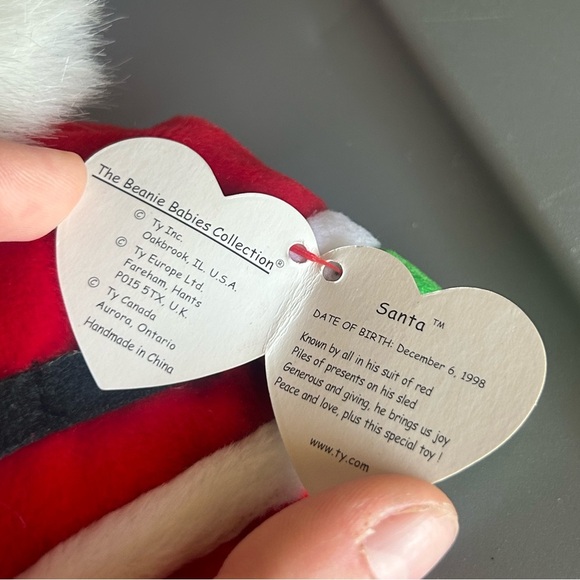 The Beanie Babies Collection®
© Ty Inc.
Oakbrook, IL. U.S.A.
© Ty Europe Ltd.
Fareham, Hants
PO15 5TX, U.K.
© Ty Canada
Aurora, Ontario
Handmade in China
Santa ™
DATE OF BIRTH: December 6, 1998
Known by all in his suit of red
Piles of presents on his sled
Generous and giving, he brings us joy
Peace and love, plus this special toy !
www.ty.com